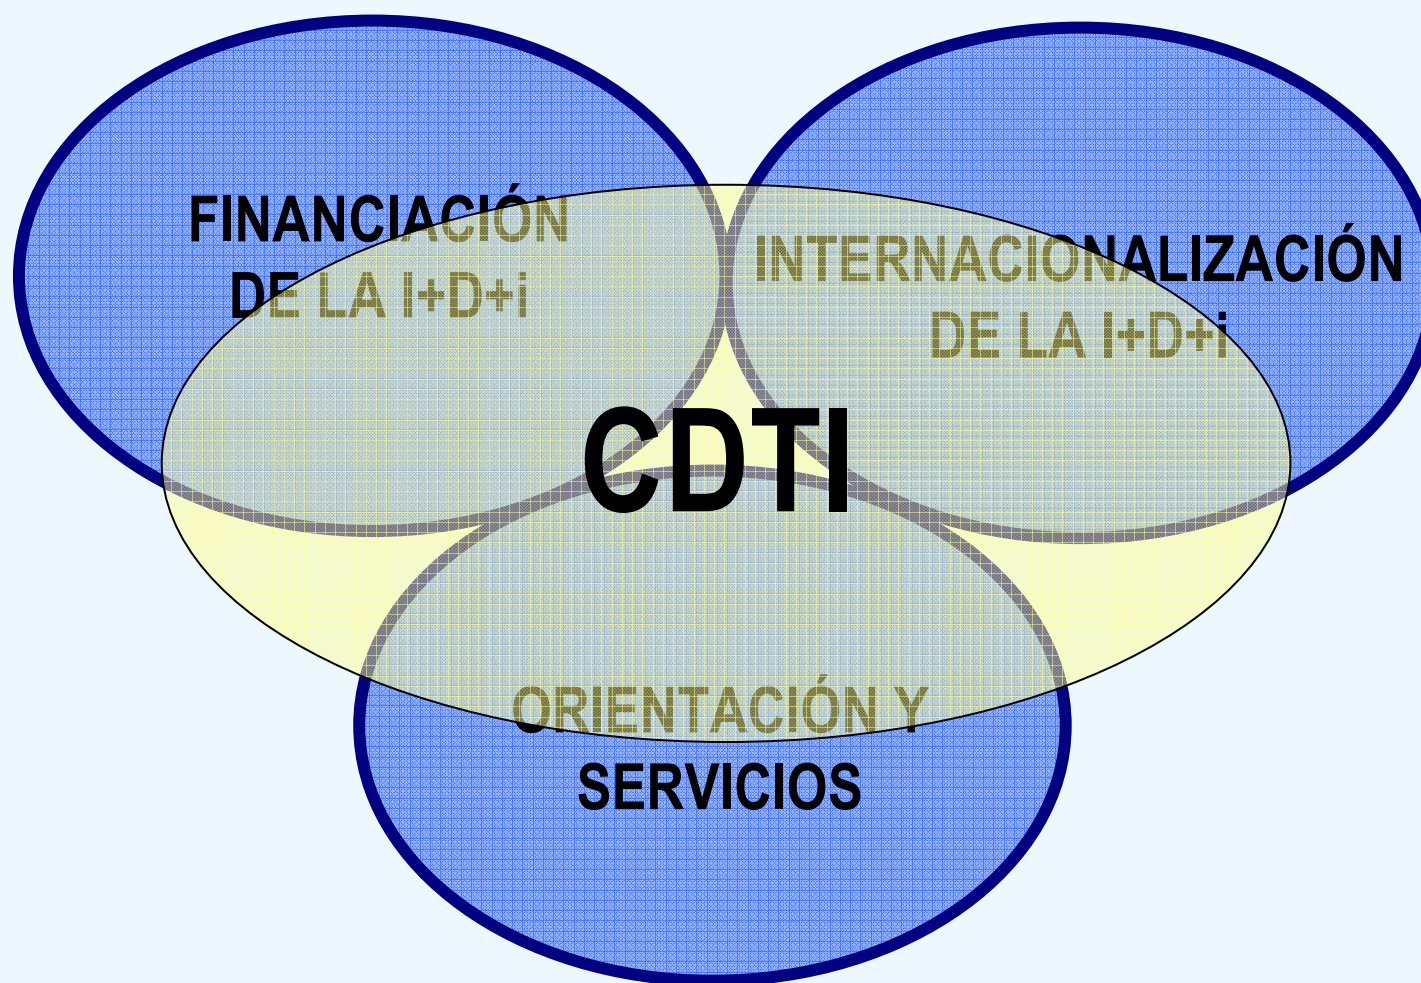 FINANCIACIÓN
DE LA I+D+i
INTERNACIONALIZACIÓN
DE LA I+D+i
CDTI
ORIENTACIÓN Y
SERVICIOS